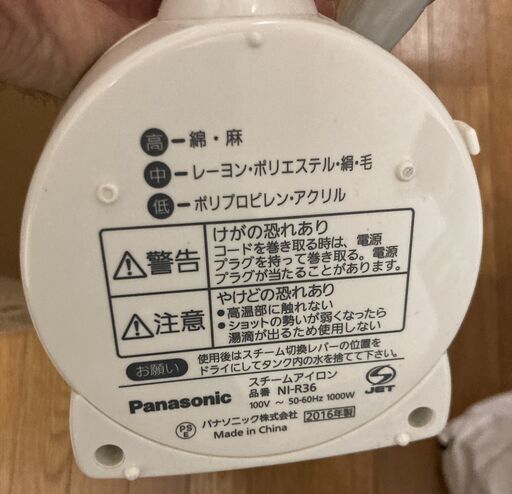 高 ー 綿・麻
中 ー レーヨン・ポリエステル・絹・毛
低 ー ポリプロピレン・アクリル
警告
けがの恐れあり
コードを巻き取る時は、電源
プラグを持って巻き取る。電源
プラグが当たることがあります。
注意
やけどの恐れあり
●高温部に触れない
●ショットの勢いが弱くなったら
湯滴が出るため使用しない
お願い
使用後はスチーム切換レバーの位置を
ドライにしてタンク内の水を捨てて下さい。
スチームアイロン
Panasonic 品番 NI-R36
100V ～ 50-60Hz 1000W
PSE パナソニック株式会社 2016年製
Made in China
S JET